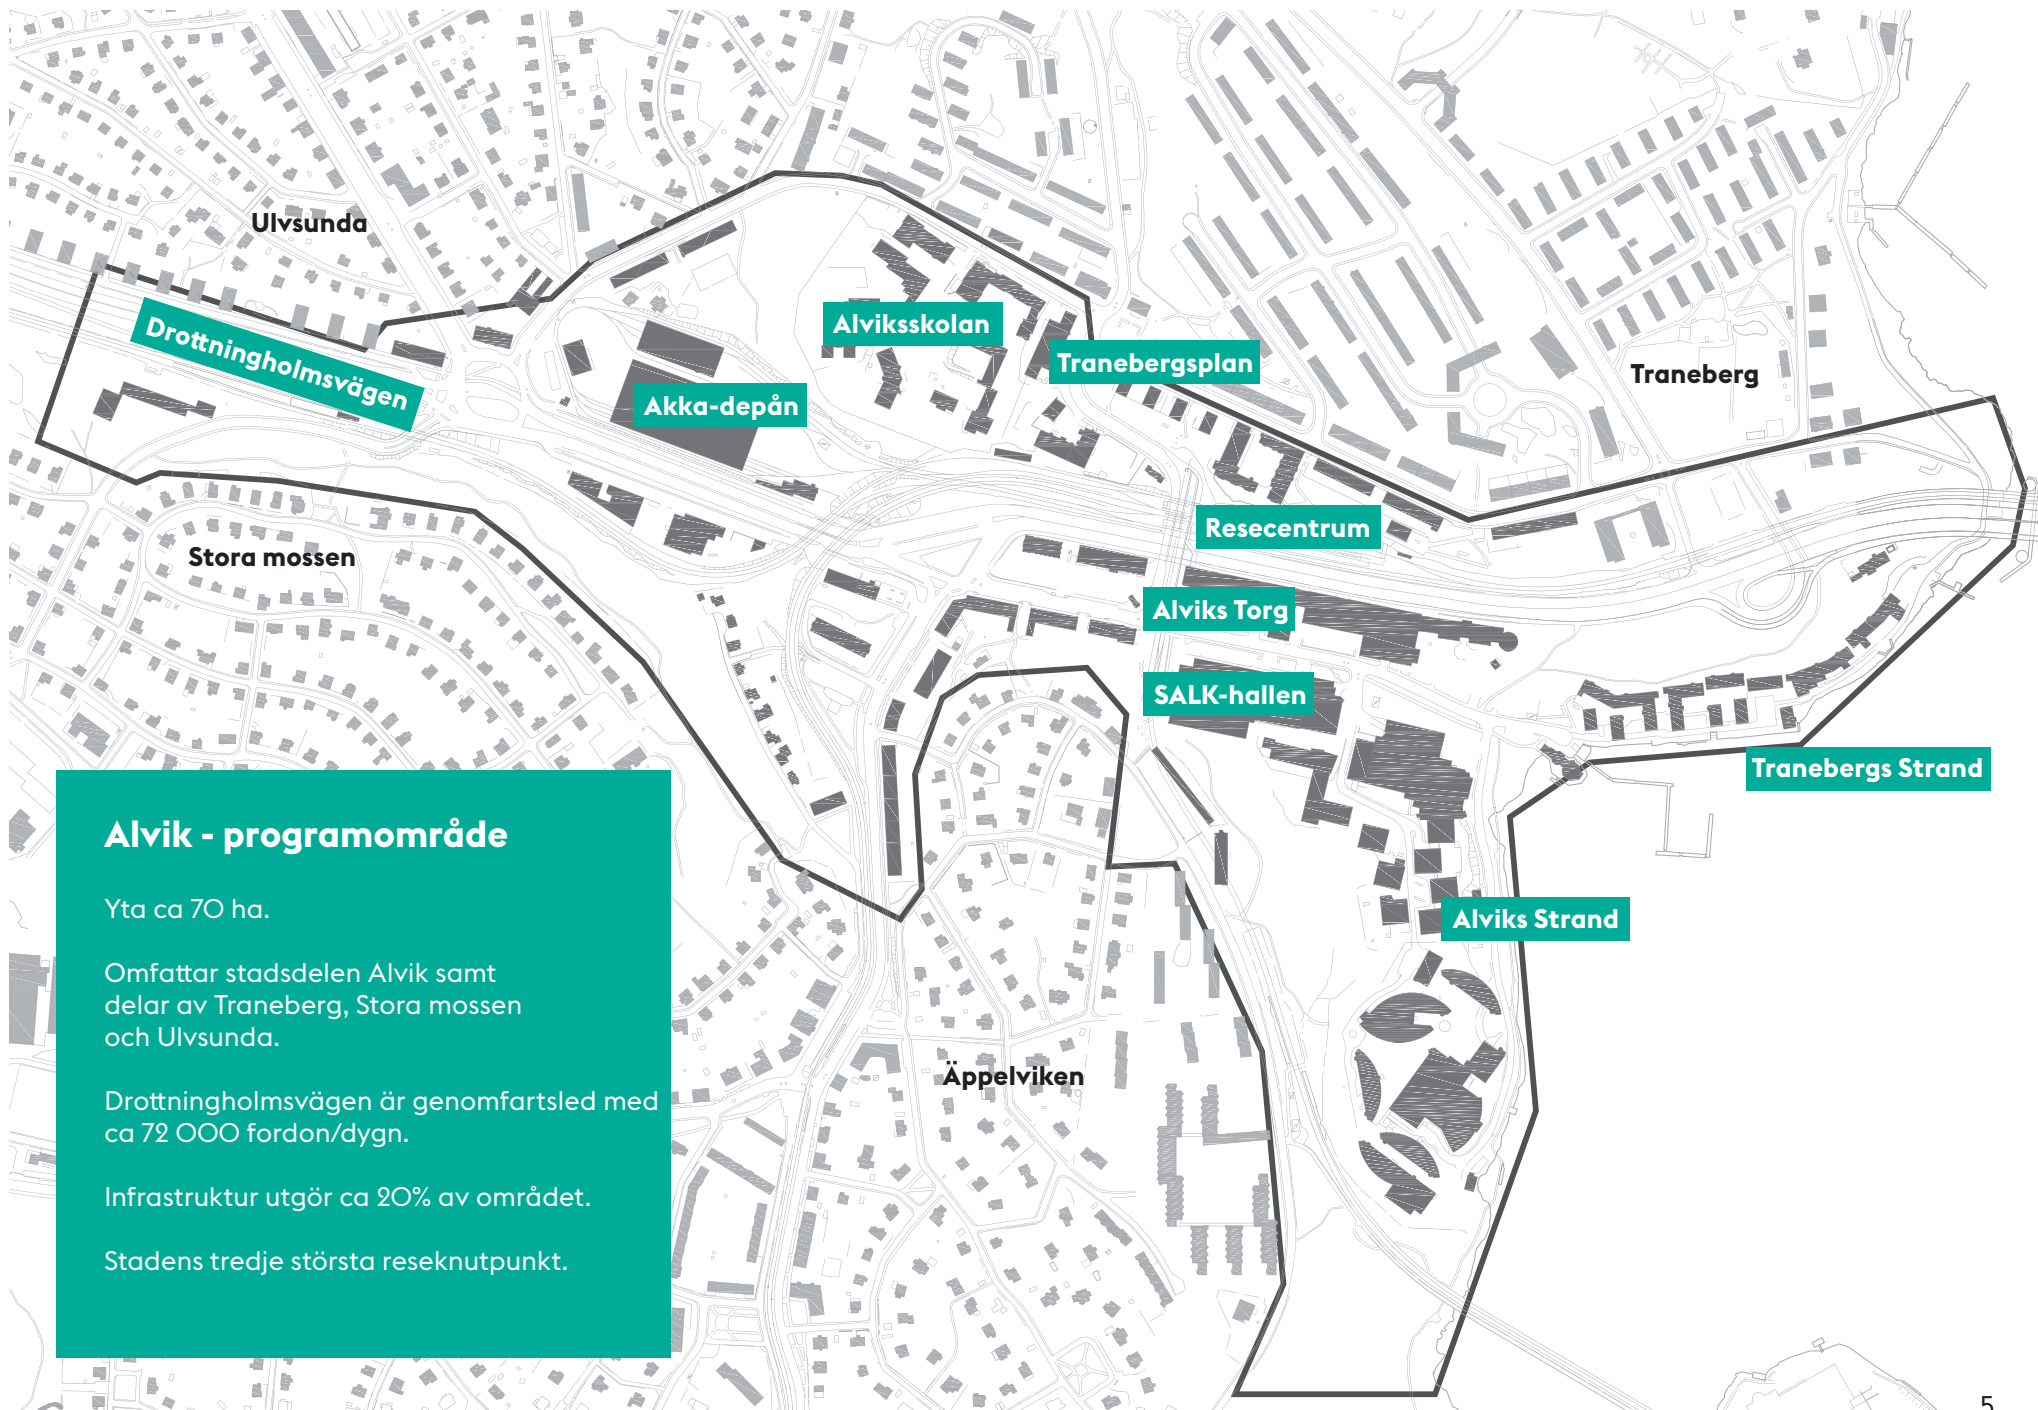 Ulvsunda
Drottningholmsvägen
Alviksskolan
Tranebergsplan
Traneberg
Akka-depån
Resecentrum
Stora mossen
Alviks Torg
SALK-hallen
Tranebergs Strand
Alviks Strand
Äppelviken
Alvik - programområde
Yta ca 70 ha.
Omfattar stadsdelen Alvik samt
delar av Traneberg, Stora mossen
och Ulvsunda.
Drottningholmsvägen är genomfartsled med
ca 72 000 fordon/dygn.
Infrastruktur utgör ca 20% av området.
Stadens tredje största reseknutpunkt.
5